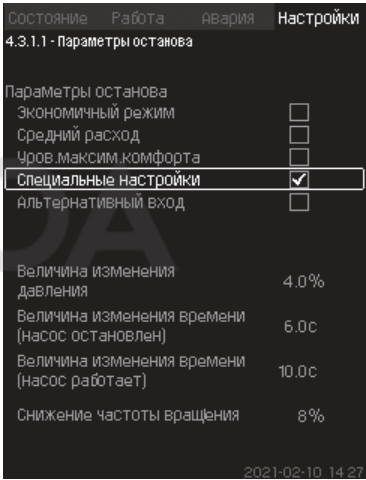 Состояние Работа Авария Настройки
4.3.1.1 - Параметры останова
Параметры останова
Экономичный режим
Средний расход
Уров.максим.комфорта
Специальные настройки
Альтернативный вход
Величина изменения
давления 4.0%
Величина изменения времени
(насос остановлен) 6.0с
Величина изменения времени
(насос работает) 10.0с
Снижение частоты вращения 8%
2021-02-10 14:27